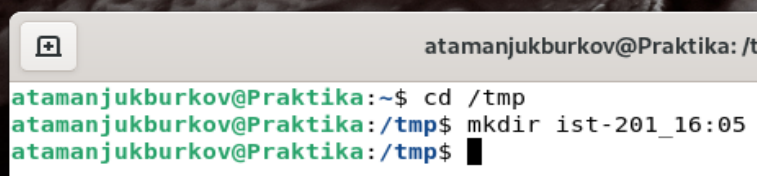 atamanjukburkov@Praktika: /t
atamanjukburkov@Praktika:~$ cd /tmp
atamanjukburkov@Praktika:/tmp$ mkdir ist-201_16:05
atamanjukburkov@Praktika:/tmp$